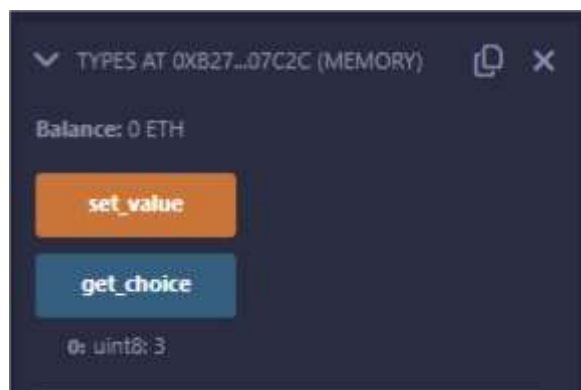 TYPES AT 0XB27...07C2C (MEMORY)
Balance: 0 ETH
set_value
get_choice
0: uint8: 3